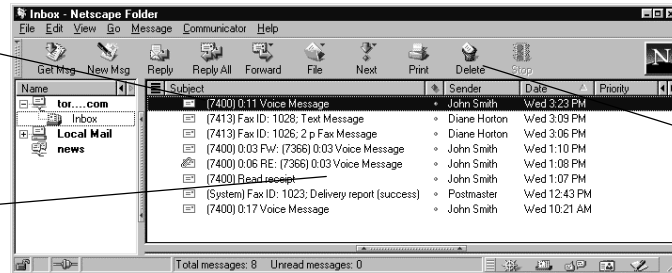 Inbox - Netscape Folder
File Edit View Go Message Communicator Help
Get Msg New Msg Reply Reply All Forward File Next Print Delete Stop
N
Name Subject Sender Date Priority
tor....com
Inbox
Local Mail
news
(7400) 0:11 Voice Message John Smith Wed 3:23 PM
(7413) Fax ID: 1028; Text Message Diane Horton Wed 3:09 PM
(7413) Fax ID: 1026; 2 p Fax Message Diane Horton Wed 3:06 PM
(7400) 0:03 FW: (7366) 0:03 Voice Message John Smith Wed 1:10 PM
(7400) 0:06 RE: (7366) 0:03 Voice Message John Smith Wed 1:08 PM
(7400) Read receipt John Smith Wed 1:07 PM
(System) Fax ID: 1023; Delivery report (success) Postmaster Wed 12:43 PM
(7400) 0:17 Voice Message John Smith Wed 10:21 AM
Total messages: 8 Unread messages: 0